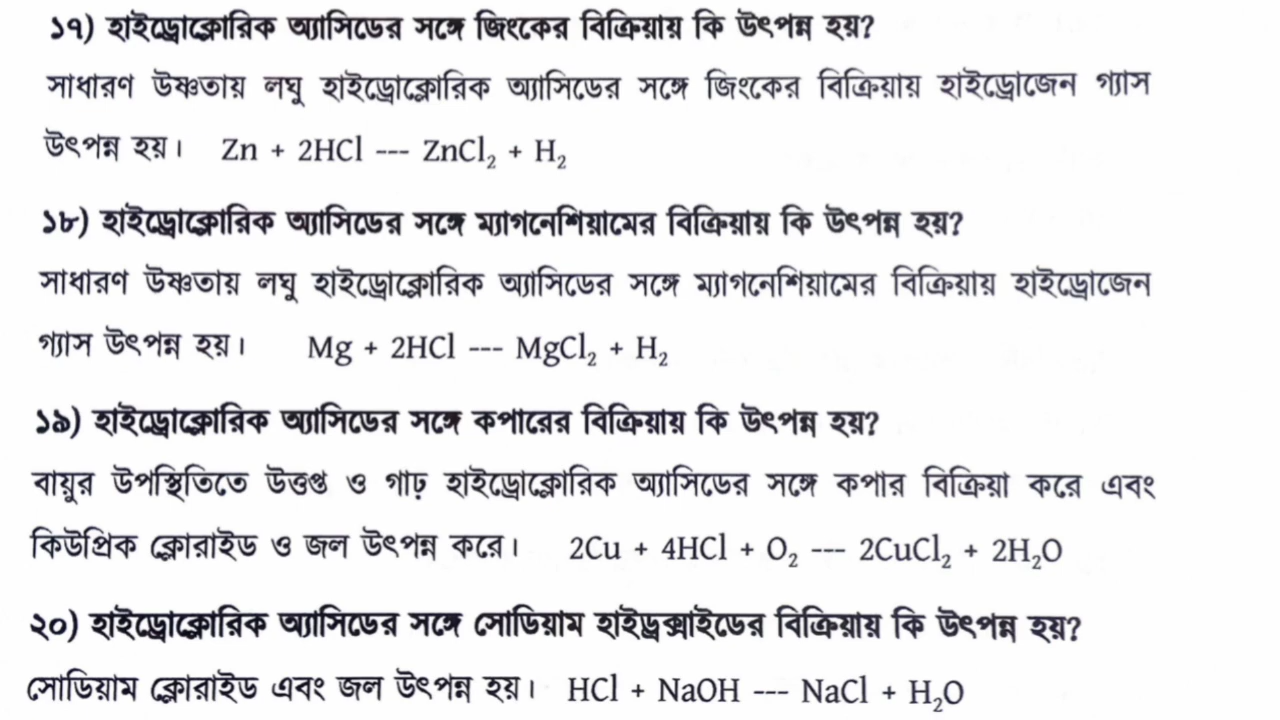 ১৭) হাইড্রোক্লোরিক অ্যাসিডের সঙ্গে জিংকের বিক্রিয়ায় কি উৎপন্ন হয়?
সাধারণ উষ্ণতায় লঘু হাইড্রোক্লোরিক অ্যাসিডের সঙ্গে জিংকের বিক্রিয়ায় হাইড্রোজেন গ্যাস
উৎপন্ন হয়। Zn + 2HCl --- ZnCl₂ + H₂
১৮) হাইড্রোক্লোরিক অ্যাসিডের সঙ্গে ম্যাগনেশিয়ামের বিক্রিয়ায় কি উৎপন্ন হয়?
সাধারণ উষ্ণতায় লঘু হাইড্রোক্লোরিক অ্যাসিডের সঙ্গে ম্যাগনেশিয়ামের বিক্রিয়ায় হাইড্রোজেন
গ্যাস উৎপন্ন হয়। Mg + 2HCl --- MgCl₂ + H₂
১৯) হাইড্রোক্লোরিক অ্যাসিডের সঙ্গে কপারের বিক্রিয়ায় কি উৎপন্ন হয়?
বায়ুর উপস্থিতিতে উত্তপ্ত ও গাঢ় হাইড্রোক্লোরিক অ্যাসিডের সঙ্গে কপার বিক্রিয়া করে এবং
কিউপ্রিক ক্লোরাইড ও জল উৎপন্ন করে। 2Cu + 4HCl + O₂ --- 2CuCl₂ + 2H₂O
২০) হাইড্রোক্লোরিক অ্যাসিডের সঙ্গে সোডিয়াম হাইড্রক্সাইডের বিক্রিয়ায় কি উৎপন্ন হয়?
সোডিয়াম ক্লোরাইড এবং জল উৎপন্ন হয়। HCl + NaOH --- NaCl + H₂O